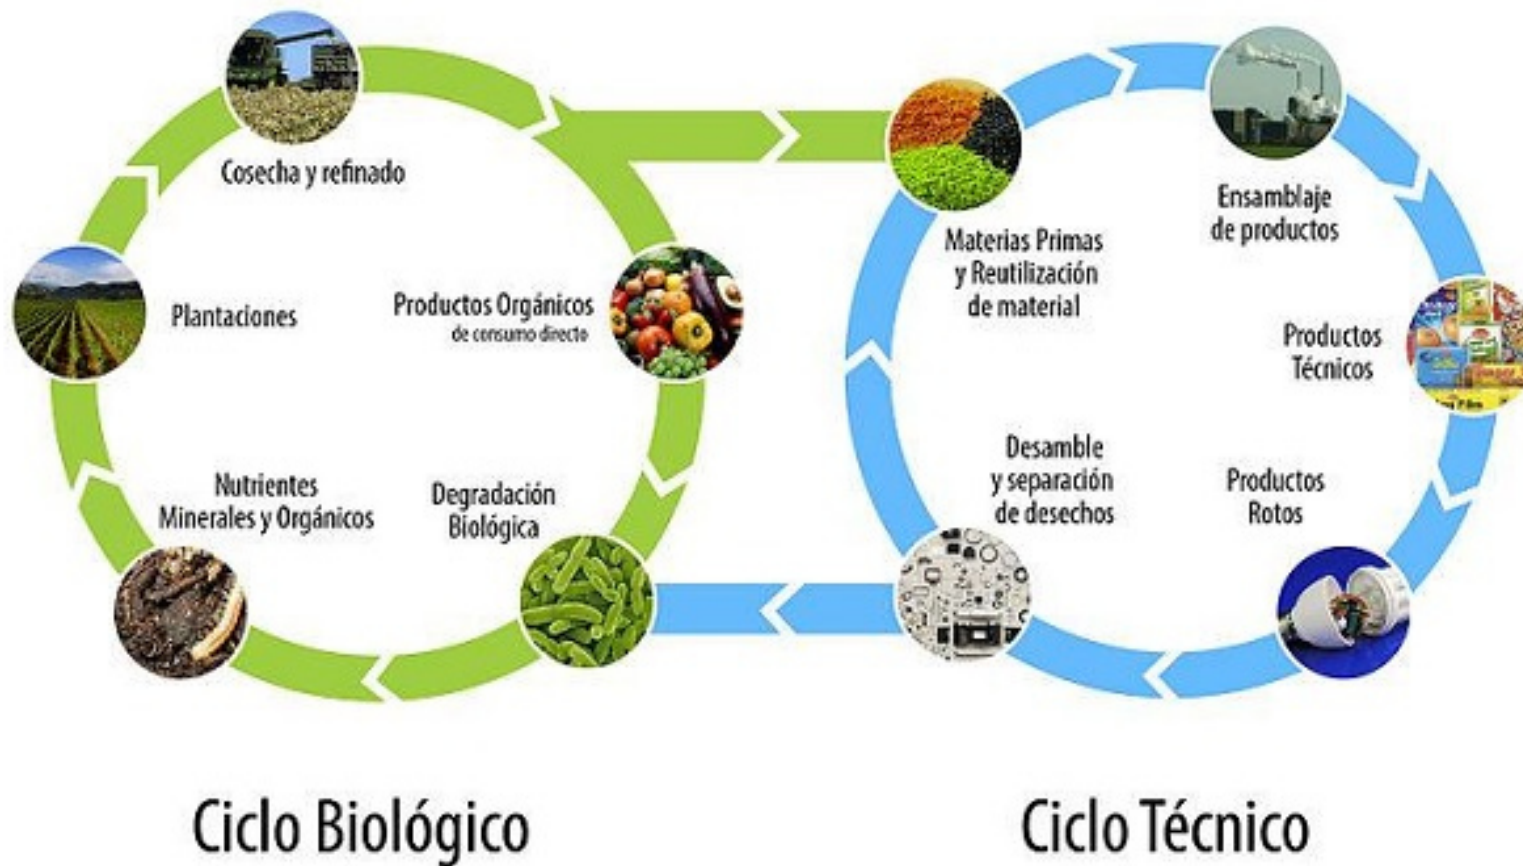 Cosecha y refinado
Plantaciones
Productos Orgánicos
de consumo directo
Nutrientes
Minerales y Orgánicos
Degradación
Biológica
Materias Primas
y Reutilización
de material
Ensamblaje
de productos
Productos
Técnicos
Desamble
y separación
de desechos
Productos
Rotos
Ciclo Biológico
Ciclo Técnico